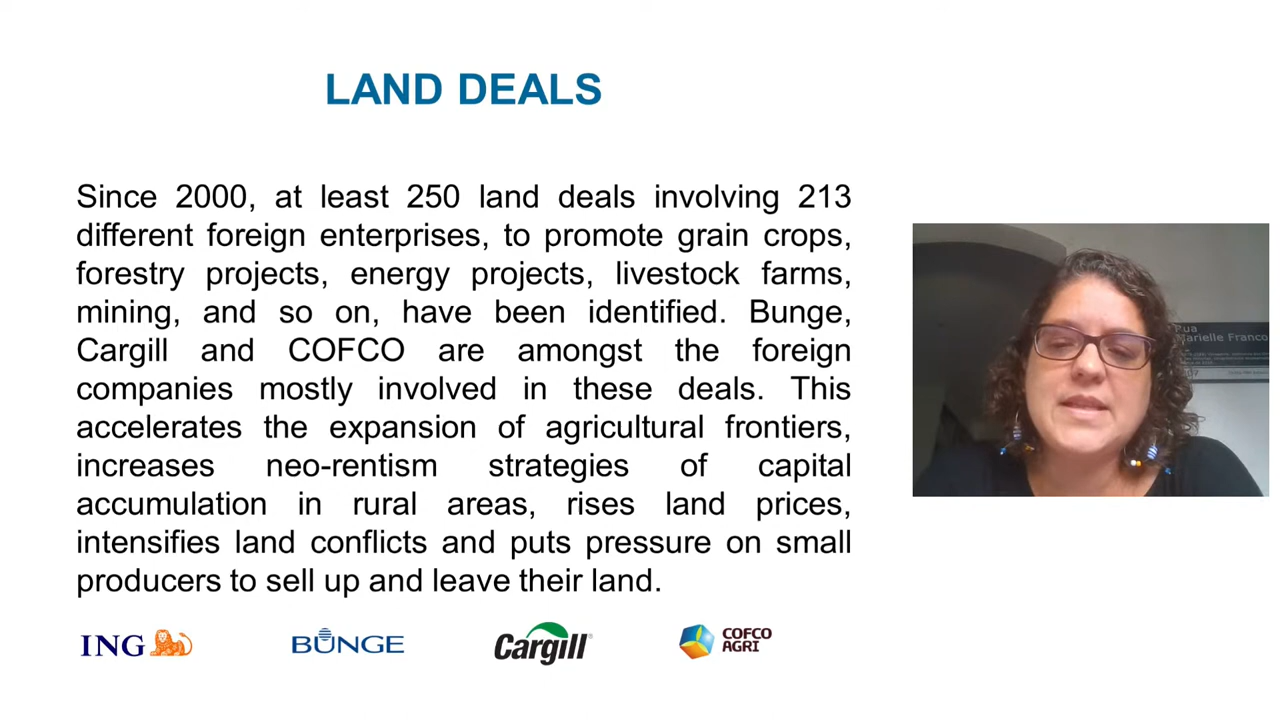 LAND DEALS
Since 2000, at least 250 land deals involving 213
different foreign enterprises, to promote grain crops,
forestry projects, energy projects, livestock farms,
mining, and so on, have been identified. Bunge,
Cargill and COFCO are amongst the foreign
companies mostly involved in these deals. This
accelerates the expansion of agricultural frontiers,
increases neo-rentism strategies of capital
accumulation in rural areas, rises land prices,
intensifies land conflicts and puts pressure on small
producers to sell up and leave their land.
Rua
Marielle Franco
ING
BUNGE
Cargill
COFCO
AGRI